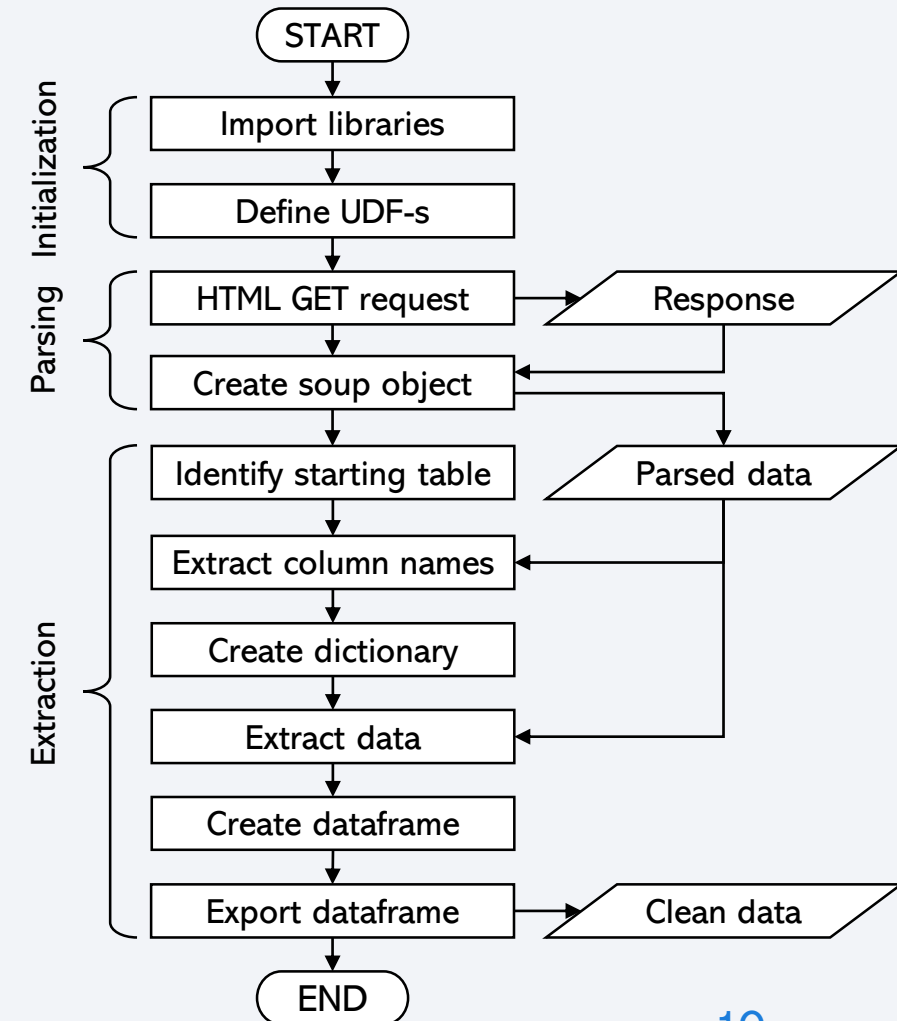 START
Initialization
Import libraries
Define UDF-s
Parsing
HTML GET request
Response
Create soup object
Extraction
Identify starting table
Parsed data
Extract column names
Create dictionary
Extract data
Create dataframe
Export dataframe
Clean data
END